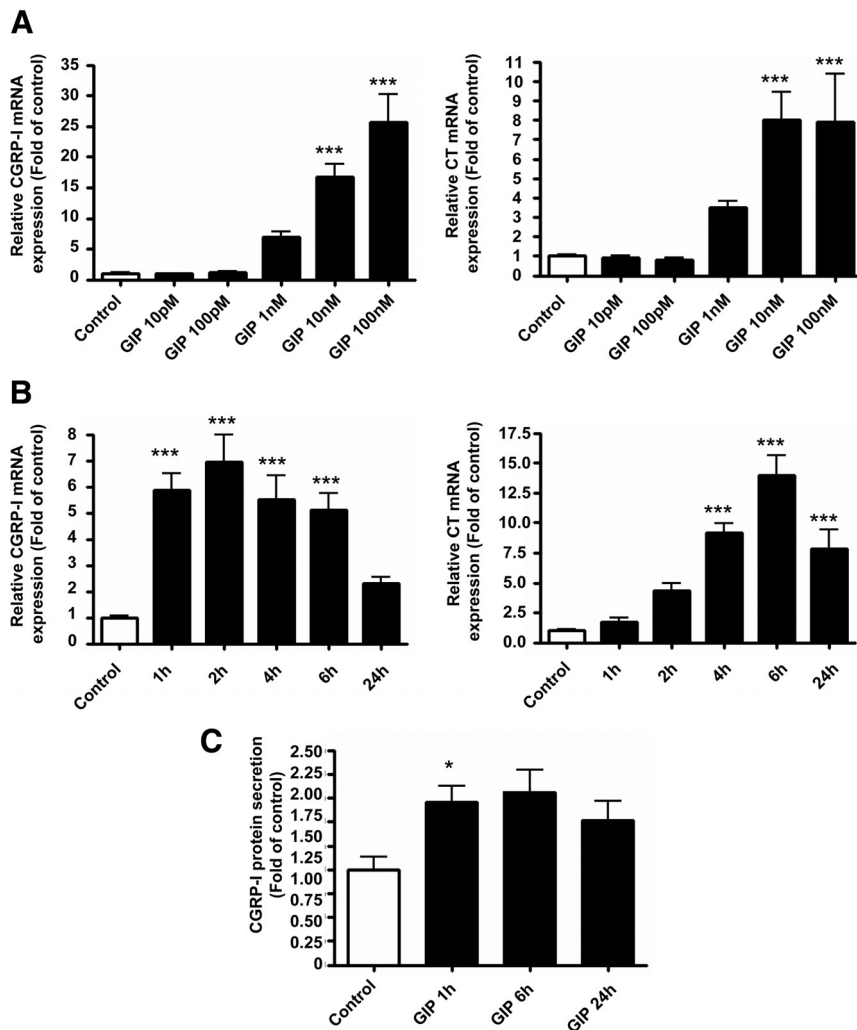 A
Relative CGRP-I mRNA
expression (Fold of control)
35
30
25
20
15
10
5
0
***
***
Control
GIP 10pM
GIP 100pM
GIP 1nM
GIP 10nM
GIP 100nM
Relative CT mRNA
expression (Fold of control)
11
10
9
8
7
6
5
4
3
2
1
0
***
***
Control
GIP 10pM
GIP 100pM
GIP 1nM
GIP 10nM
GIP 100nM
B
Relative CGRP-I mRNA
expression (Fold of control)
8
7
6
5
4
3
2
1
0
***
***
***
***
Control
1h
2h
4h
6h
24h
Relative CT mRNA
expression (Fold of control)
17.5
15.0
12.5
10.0
7.5
5.0
2.5
0.0
***
***
***
Control
1h
2h
4h
6h
24h
C
CGRP-I protein secretion
(Fold of control)
2.50
2.25
2.00
1.75
1.50
1.25
1.00
0.75
0.50
0.25
0
*
Control
GIP 1h
GIP 6h
GIP 24h